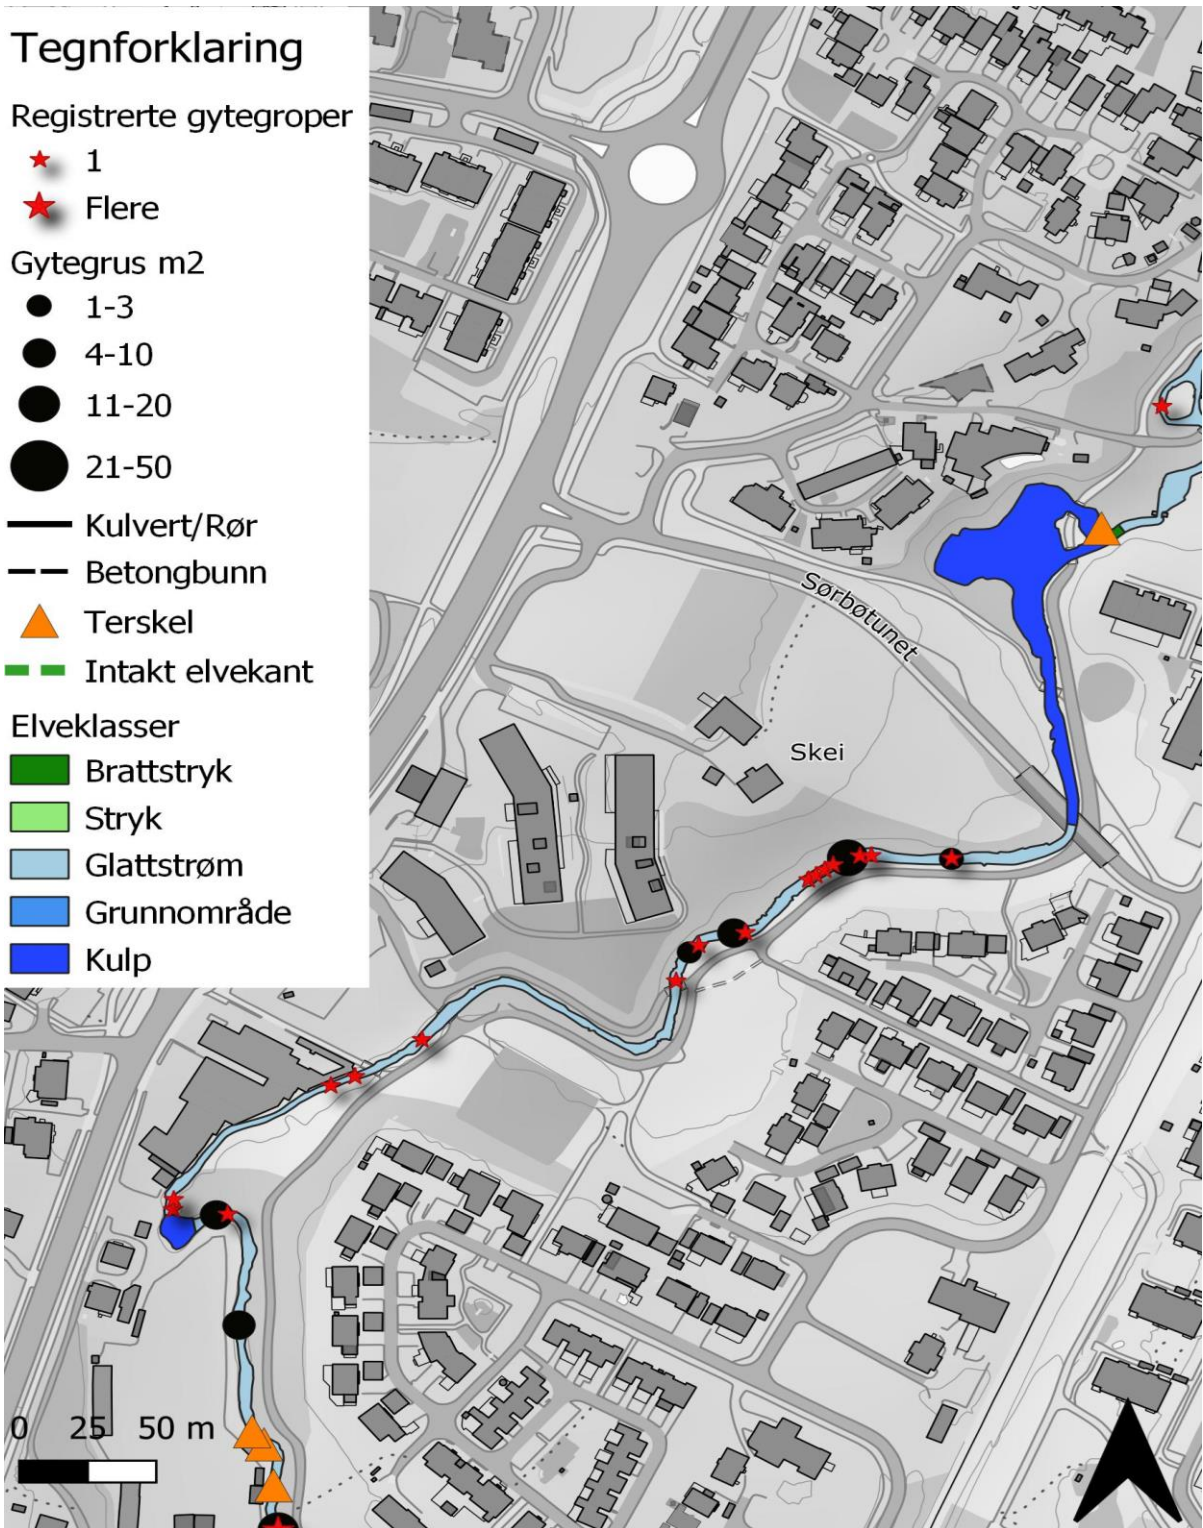 Tegnforklaring
Registrerte gytegroper
1
Flere
Gytegrus m2
1-3
4-10
11-20
21-50
Kulvert/Rør
Betongbunn
Terskel
Intakt elvekant
Elveklasser
Brattstryk
Stryk
Glattstrøm
Grunnområde
Kulp
Sørbøtunet
Skei
0 25 50 m